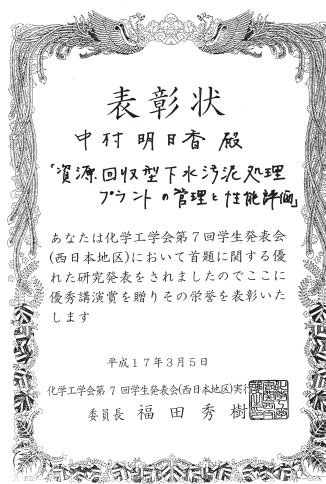 表彰状
中村 明日香 殿
「資源回収型下水汚泥処理
プラントの管理と性能評価」
あなたは化学工学会第7回学生発表会
(西日本地区)において首題に関する優
れた研究発表をされましたのでここに
優秀講演賞を贈りその栄誉を表彰いた
します
平成17年3月5日
化学工学会第7回学生発表会(西日本地区)実行
委員長 福田秀樹